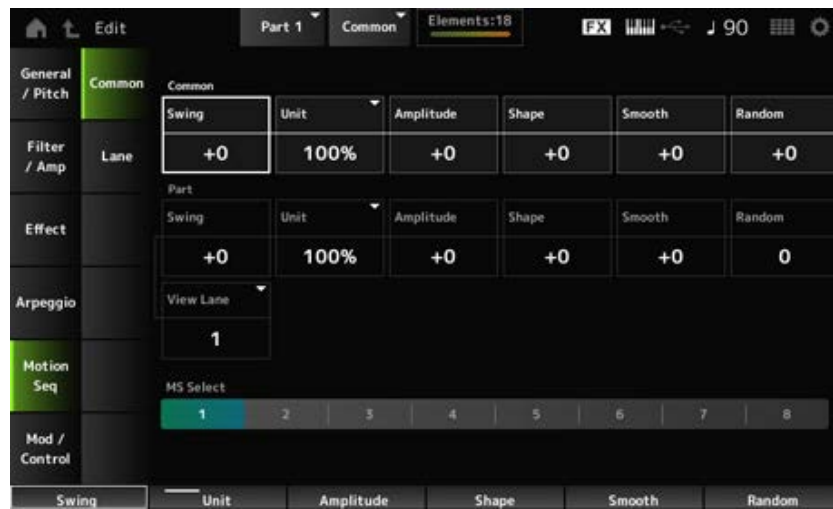 Edit Part 1 Common Elements:18 FX ♩ 90
General / Pitch
Common
Common
Swing Unit Amplitude Shape Smooth Random
+0 100% +0 +0 +0 +0
Filter / Amp
Lane
Part
Swing Unit Amplitude Shape Smooth Random
+0 100% +0 +0 +0 0
Effect
Arpeggio
View Lane
1
Motion Seq
MS Select
1 2 3 4 5 6 7 8
Mod / Control
Swing Unit Amplitude Shape Smooth Random